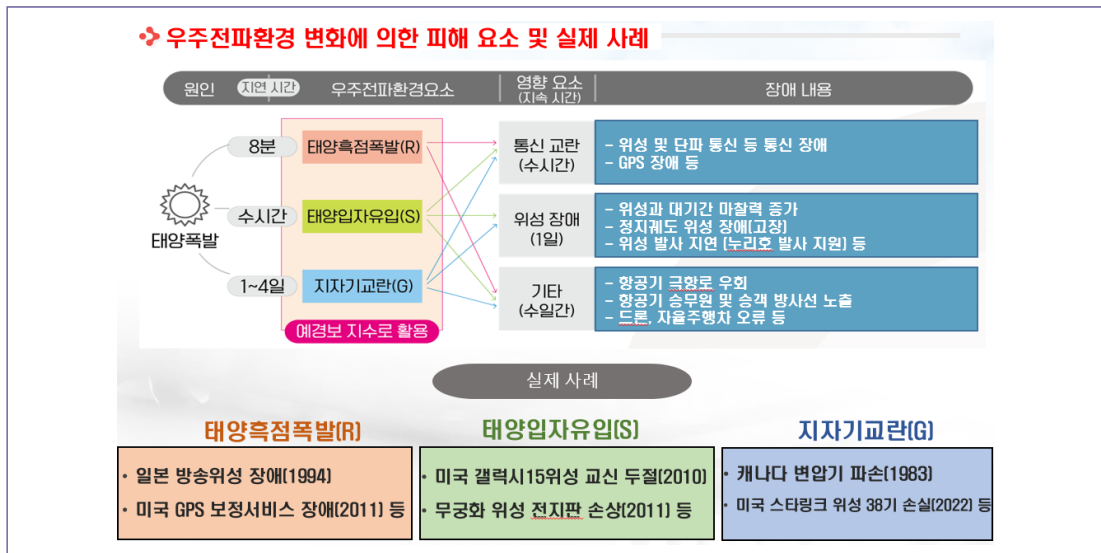 우주전파환경 변화에 의한 피해 요소 및 실제 사례
원인 지연 시간 우주전파환경요소 영향 요소 (지속 시간) 장애 내용
태양폭발
8분 태양흑점폭발(R)
수시간 태양입자유입(S)
1~4일 지자기교란(G)
예경보 지수로 활용
통신 교란
(수시간)
- 위성 및 단파 통신 등 통신 장애
- GPS 장애 등
위성 장애
(1일)
- 위성과 대기간 마찰력 증가
- 정지궤도 위성 장애(고장)
- 위성 발사 지연 (누리호 발사 지원) 등
기타
(수일간)
- 항공기 극항로 우회
- 항공기 승무원 및 승객 방사선 노출
- 드론, 자율주행차 오류 등
실제 사례
태양흑점폭발(R)
• 일본 방송위성 장애(1994)
• 미국 GPS 보정서비스 장애(2011) 등
태양입자유입(S)
• 미국 갤럭시15위성 교신 두절(2010)
• 무궁화 위성 전지판 손상(2011) 등
지자기교란(G)
• 캐나다 변압기 파손(1983)
• 미국 스타링크 위성 38기 손실(2022) 등